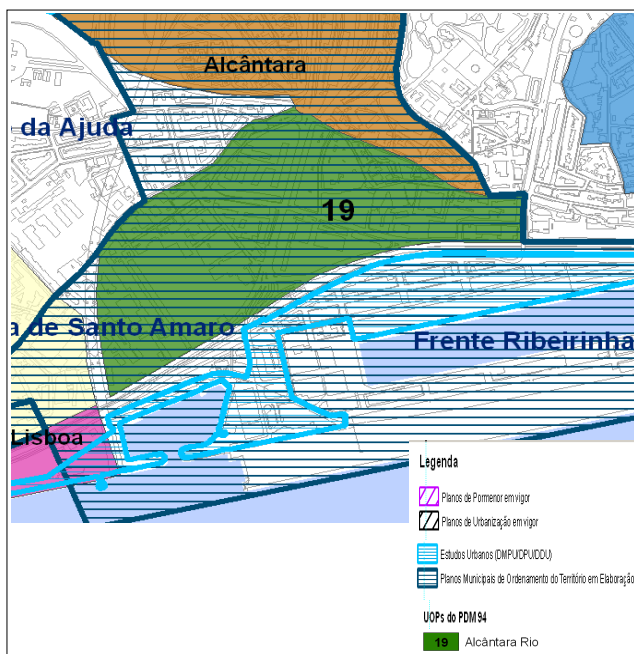 Alcântara
da Ajuda
19
a de Santo Amaro
Frente Ribeirinha
Lisboa
Legenda
Planos de Pormenor em vigor
Planos de Urbanização em vigor
Estudos Urbanos (DMPU/DPU/DDU)
Planos Municipais de Ordenamento do Território em Elaboração
UOPs do PDM 94
19 Alcântara Rio